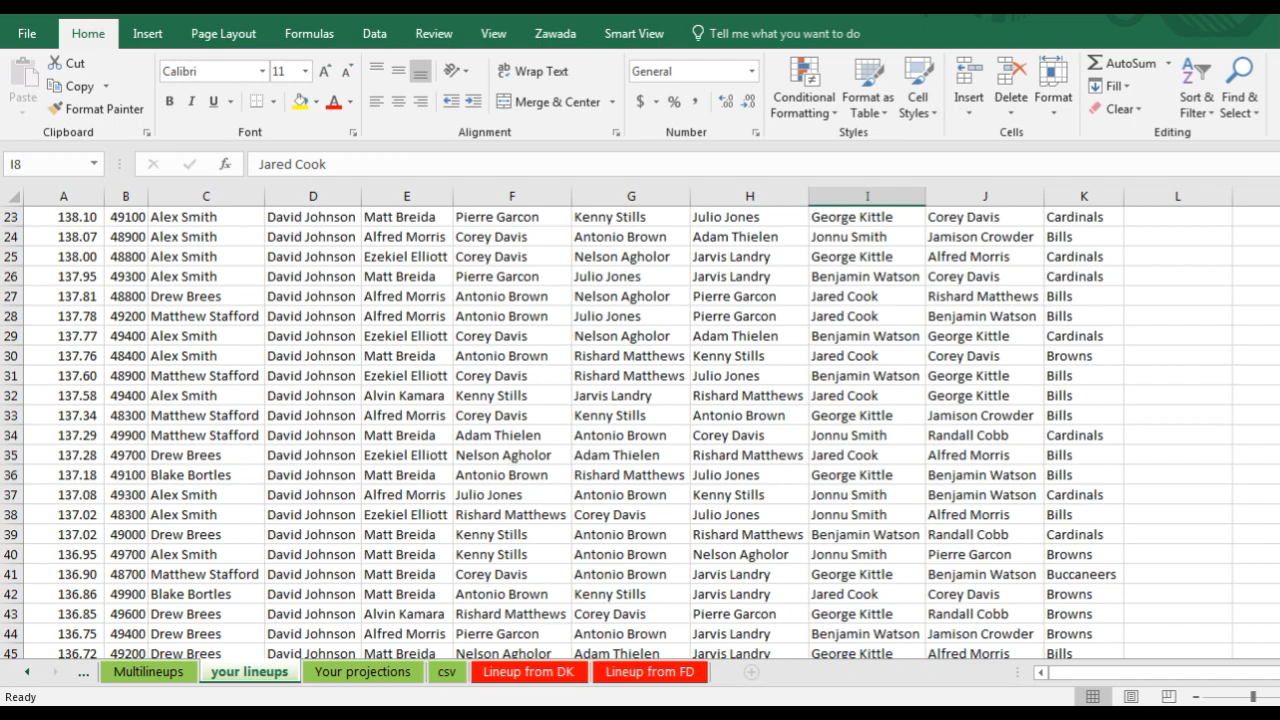 File Home Insert Page Layout Formulas Data Review View Zawada Smart View Tell me what you want to do
Paste Cut Copy Format Painter Clipboard
Calibri 11 A A B I U A Font
Wrap Text Merge & Center Alignment
General $ % , .0 .00 Number
Conditional Formatting Format as Table Cell Styles Styles
Insert Delete Format Cells
AutoSum Fill Clear Sort & Filter Find & Select Editing
I8 fx Jared Cook
A B C D E F G H I J K L
23 138.10 49100 Alex Smith David Johnson Matt Breida Pierre Garcon Kenny Stills Julio Jones George Kittle Corey Davis Cardinals
24 138.07 48900 Alex Smith David Johnson Alfred Morris Corey Davis Antonio Brown Adam Thielen Jonnu Smith Jamison Crowder Bills
25 138.00 48800 Alex Smith David Johnson Ezekiel Elliott Corey Davis Nelson Agholor Jarvis Landry George Kittle Alfred Morris Cardinals
26 137.95 49300 Alex Smith David Johnson Matt Breida Pierre Garcon Julio Jones Jarvis Landry Benjamin Watson Corey Davis Cardinals
27 137.81 48800 Drew Brees David Johnson Alfred Morris Antonio Brown Nelson Agholor Pierre Garcon Jared Cook Rishard Matthews Bills
28 137.78 49200 Matthew Stafford David Johnson Alfred Morris Antonio Brown Julio Jones Pierre Garcon Jared Cook Benjamin Watson Bills
29 137.77 49400 Alex Smith David Johnson Ezekiel Elliott Corey Davis Nelson Agholor Adam Thielen Benjamin Watson George Kittle Cardinals
30 137.76 48400 Alex Smith David Johnson Matt Breida Antonio Brown Rishard Matthews Kenny Stills Jared Cook Corey Davis Browns
31 137.60 48900 Matthew Stafford David Johnson Ezekiel Elliott Corey Davis Rishard Matthews Julio Jones Benjamin Watson George Kittle Bills
32 137.58 49400 Alex Smith David Johnson Alvin Kamara Kenny Stills Jarvis Landry Rishard Matthews Jared Cook George Kittle Bills
33 137.34 48300 Matthew Stafford David Johnson Alfred Morris Corey Davis Kenny Stills Antonio Brown George Kittle Jamison Crowder Bills
34 137.29 49900 Matthew Stafford David Johnson Matt Breida Adam Thielen Antonio Brown Corey Davis Jonnu Smith Randall Cobb Cardinals
35 137.28 49700 Drew Brees David Johnson Ezekiel Elliott Nelson Agholor Adam Thielen Rishard Matthews Jared Cook Alfred Morris Bills
36 137.18 49100 Blake Bortles David Johnson Matt Breida Antonio Brown Rishard Matthews Julio Jones George Kittle Benjamin Watson Bills
37 137.08 49300 Alex Smith David Johnson Alfred Morris Julio Jones Antonio Brown Kenny Stills Jonnu Smith Benjamin Watson Cardinals
38 137.02 48300 Alex Smith David Johnson Ezekiel Elliott Rishard Matthews Corey Davis Julio Jones Jonnu Smith Alfred Morris Bills
39 137.02 49000 Drew Brees David Johnson Matt Breida Kenny Stills Antonio Brown Rishard Matthews Benjamin Watson Randall Cobb Cardinals
40 136.95 49700 Alex Smith David Johnson Matt Breida Kenny Stills Antonio Brown Nelson Agholor Jonnu Smith Pierre Garcon Browns
41 136.90 48700 Matthew Stafford David Johnson Matt Breida Corey Davis Antonio Brown Jarvis Landry George Kittle Benjamin Watson Buccaneers
42 136.86 49900 Blake Bortles David Johnson Matt Breida Antonio Brown Kenny Stills Jarvis Landry Jared Cook Corey Davis Browns
43 136.85 49600 Drew Brees David Johnson Alvin Kamara Rishard Matthews Corey Davis Pierre Garcon George Kittle Randall Cobb Browns
44 136.75 49400 Drew Brees David Johnson Alfred Morris Pierre Garcon Antonio Brown Jarvis Landry Benjamin Watson Jamison Crowder Browns
45 136.72 49200 Drew Brees David Johnson Matt Breida Nelson Agholor Adam Thielen Antonio Brown Jared Cook Corey Davis Browns
... Multilineups your lineups Your projections csv Lineup from DK Lineup from FD
Ready